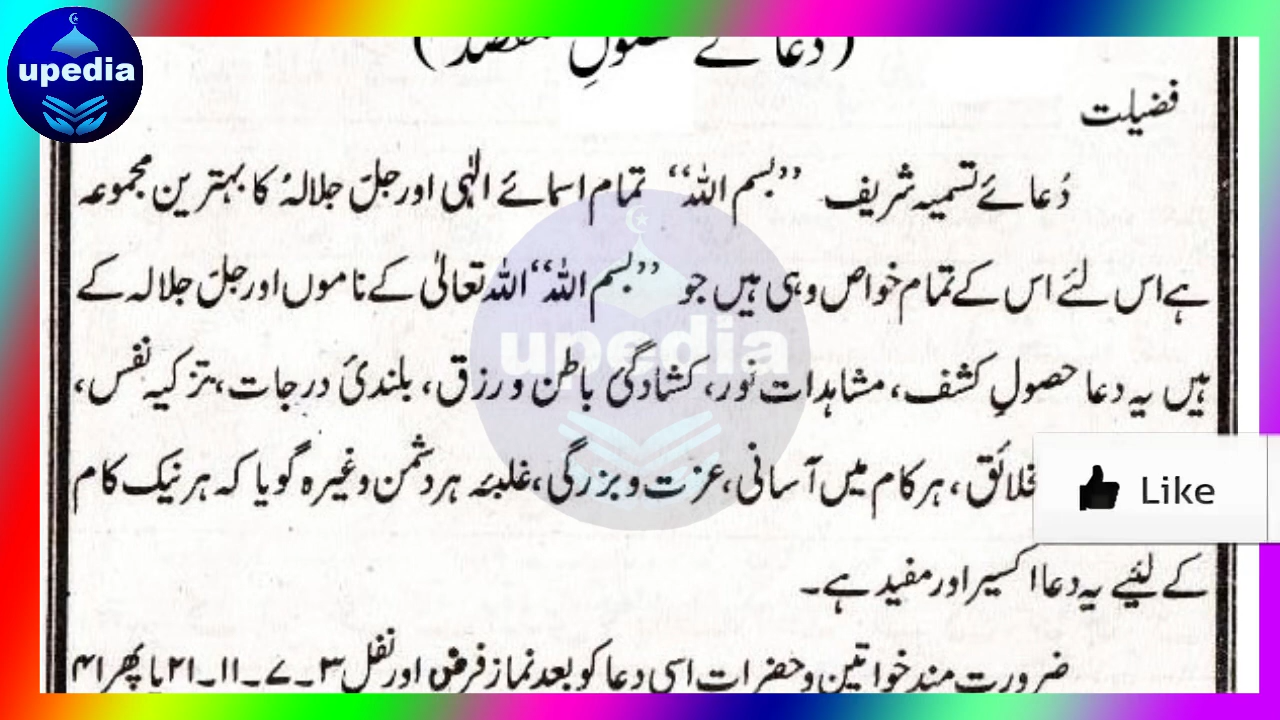 upedia
(دعائے حصولِ مقصد)
فضیلت
دُعائے تسمیہ شریف ’’بسم اللہ‘‘ تمام اسمائے الٰہی اور جلّ جلالہٗ کا بہترین مجموعہ
ہے اس لئے اس کے تمام خواص وہی ہیں جو ’’بسم اللہ‘‘ اللہ تعالیٰ کے ناموں اور جلّ جلالہ کے
ہیں یہ دعا حصولِ کشف، مشاہدات نور، کشادگیٔ باطن و رزق، بلندیٔ درجات، تزکیہ نفس،
خلائق، ہر کام میں آسانی، عزت و بزرگی، غلبئہ ہر دشمن وغیرہ گویا کہ ہر نیک کام
کے لئیے یہ دعا اکسیر اور مفید ہے۔
ضرورت مند خواتین و حضرات اسی دعا کو بعد نماز فرض اور نفل ۳۔۷۔۱۱۔۲۱ یا پھر ۴۱
upedia
Like